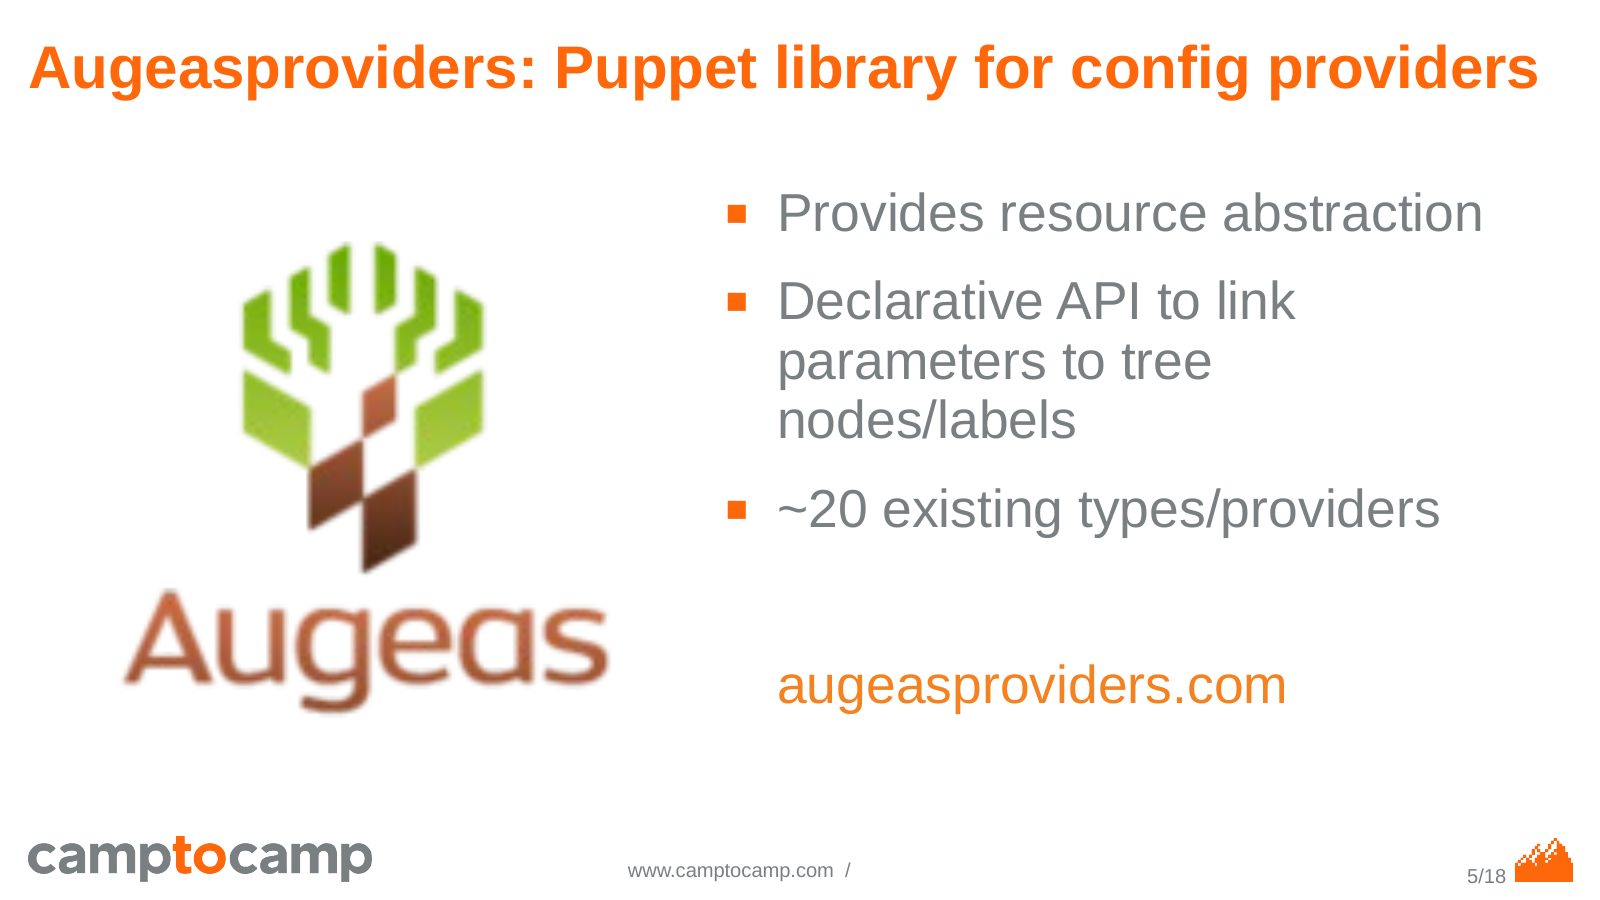 Augeasproviders: Puppet library for config providers
Provides resource abstraction
Declarative API to link
parameters to tree
nodes/labels
~20 existing types/providers
Augeas
augeasproviders.com
camptocamp
www.camptocamp.com /
5/18